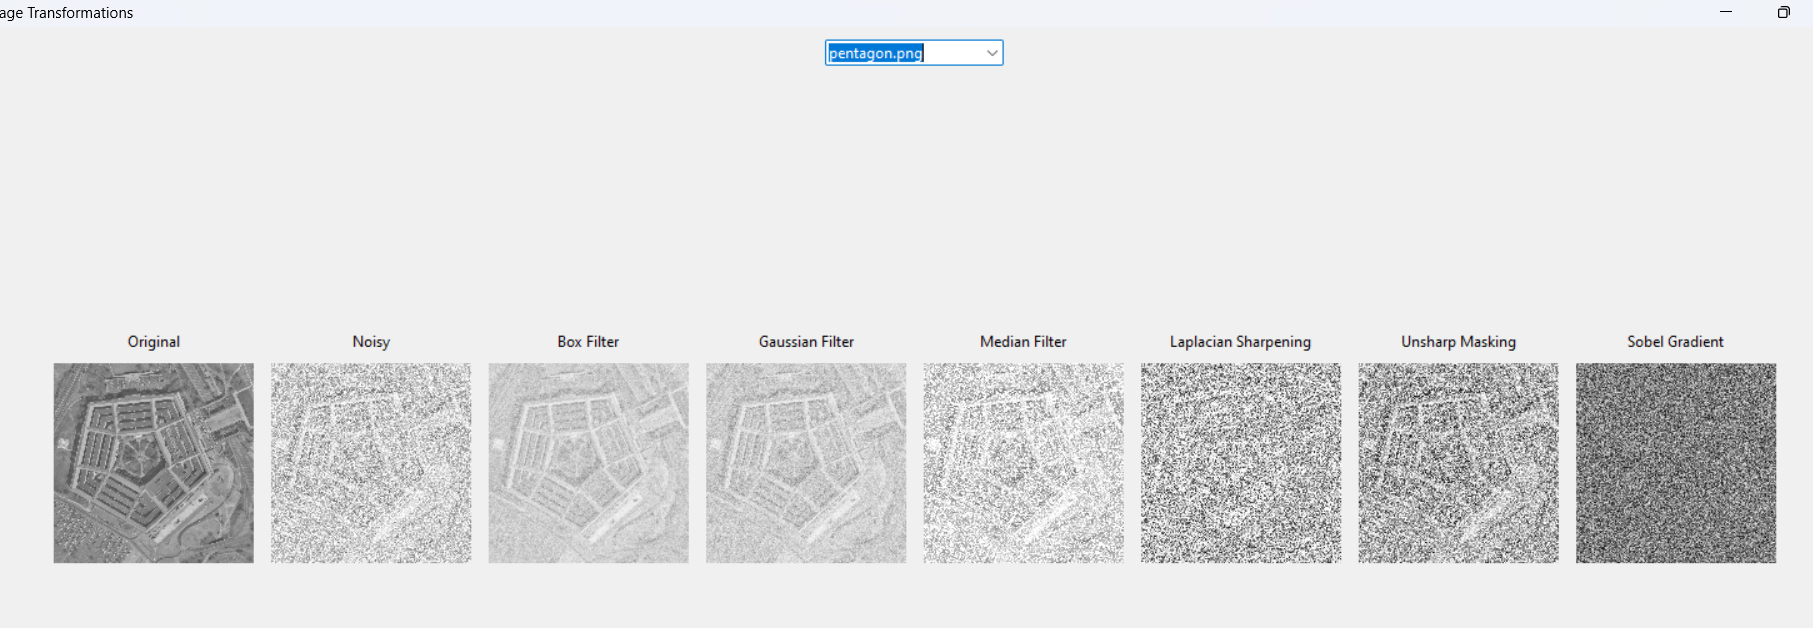 age Transformations
pentagon.png
Original
Noisy
Box Filter
Gaussian Filter
Median Filter
Laplacian Sharpening
Unsharp Masking
Sobel Gradient